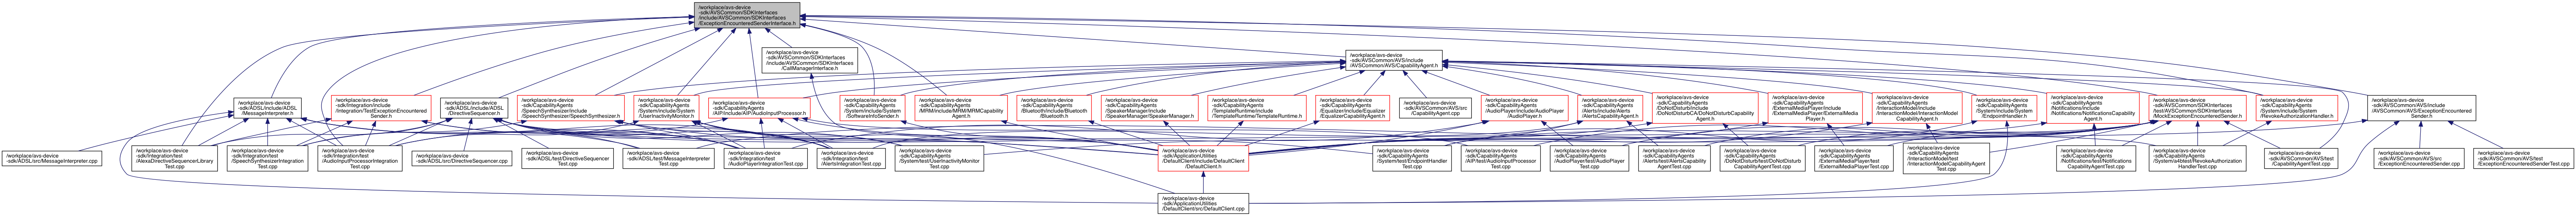 /workplace/avs-device
-sdk/AVSCommon/SDKInterfaces
/include/AVSCommon/SDKInterfaces
/ExceptionEncounteredSenderInterface.h
/workplace/avs-device
-sdk/AVSCommon/SDKInterfaces
/include/AVSCommon/SDKInterfaces
/CallManagerInterface.h
/workplace/avs-device
-sdk/AVSCommon/AVS/include
/AVSCommon/AVS/CapabilityAgent.h
/workplace/avs-device
-sdk/ADSL/include/ADSL
/MessageInterpreter.h
/workplace/avs-device
-sdk/Integration/include
/Integration/TestExceptionEncountered
Sender.h
/workplace/avs-device
-sdk/ADSL/include/ADSL
/DirectiveSequencer.h
/workplace/avs-device
-sdk/CapabilityAgents
/SpeechSynthesizer/include
/SpeechSynthesizer/SpeechSynthesizer.h
/workplace/avs-device
-sdk/CapabilityAgents
/System/include/System
/UserInactivityMonitor.h
/workplace/avs-device
-sdk/CapabilityAgents
/AIP/include/AIP/AudioInputProcessor.h
/workplace/avs-device
-sdk/CapabilityAgents
/System/include/System
/SoftwareInfoSender.h
/workplace/avs-device
-sdk/CapabilityAgents
/MRM/include/MRM/MRMCapability
Agent.h
/workplace/avs-device
-sdk/CapabilityAgents
/Bluetooth/include/Bluetooth
/Bluetooth.h
/workplace/avs-device
-sdk/CapabilityAgents
/SpeakerManager/include
/SpeakerManager/SpeakerManager.h
/workplace/avs-device
-sdk/CapabilityAgents
/TemplateRuntime/include
/TemplateRuntime/TemplateRuntime.h
/workplace/avs-device
-sdk/CapabilityAgents
/Equalizer/include/Equalizer
/EqualizerCapabilityAgent.h
/workplace/avs-device
-sdk/AVSCommon/AVS/src
/CapabilityAgent.cpp
/workplace/avs-device
-sdk/CapabilityAgents
/AudioPlayer/include/AudioPlayer
/AudioPlayer.h
/workplace/avs-device
-sdk/CapabilityAgents
/Alerts/include/Alerts
/AlertsCapabilityAgent.h
/workplace/avs-device
-sdk/CapabilityAgents
/DoNotDisturb/include
/DoNotDisturbCA/DoNotDisturbCapability
Agent.h
/workplace/avs-device
-sdk/CapabilityAgents
/ExternalMediaPlayer/include
/ExternalMediaPlayer/ExternalMedia
Player.h
/workplace/avs-device
-sdk/CapabilityAgents
/InteractionModel/include
/InteractionModel/InteractionModel
CapabilityAgent.h
/workplace/avs-device
-sdk/CapabilityAgents
/System/include/System
/EndpointHandler.h
/workplace/avs-device
-sdk/CapabilityAgents
/Notifications/include
/Notifications/NotificationsCapability
Agent.h
/workplace/avs-device
-sdk/AVSCommon/SDKInterfaces
/test/AVSCommon/SDKInterfaces
/MockExceptionEncounteredSender.h
/workplace/avs-device
-sdk/CapabilityAgents
/System/include/System
/RevokeAuthorizationHandler.h
/workplace/avs-device
-sdk/AVSCommon/AVS/include
/AVSCommon/AVS/ExceptionEncountered
Sender.h
/workplace/avs-device
-sdk/ADSL/src/MessageInterpreter.cpp
/workplace/avs-device
-sdk/Integration/test
/AlexaDirectiveSequencerLibrary
Test.cpp
/workplace/avs-device
-sdk/Integration/test
/SpeechSynthesizerIntegration
Test.cpp
/workplace/avs-device
-sdk/Integration/test
/AudioInputProcessorIntegration
Test.cpp
/workplace/avs-device
-sdk/ADSL/src/DirectiveSequencer.cpp
/workplace/avs-device
-sdk/ADSL/test/DirectiveSequencer
Test.cpp
/workplace/avs-device
-sdk/ADSL/test/MessageInterpreter
Test.cpp
/workplace/avs-device
-sdk/Integration/test
/AudioPlayerIntegrationTest.cpp
/workplace/avs-device
-sdk/Integration/test
/AlertsIntegrationTest.cpp
/workplace/avs-device
-sdk/CapabilityAgents
/System/test/UserInactivityMonitor
Test.cpp
/workplace/avs-device
-sdk/ApplicationUtilities
/DefaultClient/include/DefaultClient
/DefaultClient.h
/workplace/avs-device
-sdk/CapabilityAgents
/System/test/EndpointHandler
Test.cpp
/workplace/avs-device
-sdk/CapabilityAgents
/AIP/test/AudioInputProcessor
Test.cpp
/workplace/avs-device
-sdk/CapabilityAgents
/AudioPlayer/test/AudioPlayer
Test.cpp
/workplace/avs-device
-sdk/CapabilityAgents
/Alerts/test/AlertsCapability
AgentTest.cpp
/workplace/avs-device
-sdk/CapabilityAgents
/DoNotDisturb/test/DoNotDisturb
CapabilityAgentTest.cpp
/workplace/avs-device
-sdk/CapabilityAgents
/ExternalMediaPlayer/test
/ExternalMediaPlayerTest.cpp
/workplace/avs-device
-sdk/CapabilityAgents
/InteractionModel/test
/InteractionModelCapabilityAgent
Test.cpp
/workplace/avs-device
-sdk/CapabilityAgents
/Notifications/test/Notifications
CapabilityAgentTest.cpp
/workplace/avs-device
-sdk/CapabilityAgents
/System/test/RevokeAuthorization
HandlerTest.cpp
/workplace/avs-device
-sdk/AVSCommon/AVS/test
/CapabilityAgentTest.cpp
/workplace/avs-device
-sdk/AVSCommon/AVS/src
/ExceptionEncounteredSender.cpp
/workplace/avs-device
-sdk/AVSCommon/AVS/test
/ExceptionEncounteredSenderTest.cpp
/workplace/avs-device
-sdk/ApplicationUtilities
/DefaultClient/src/DefaultClient.cpp